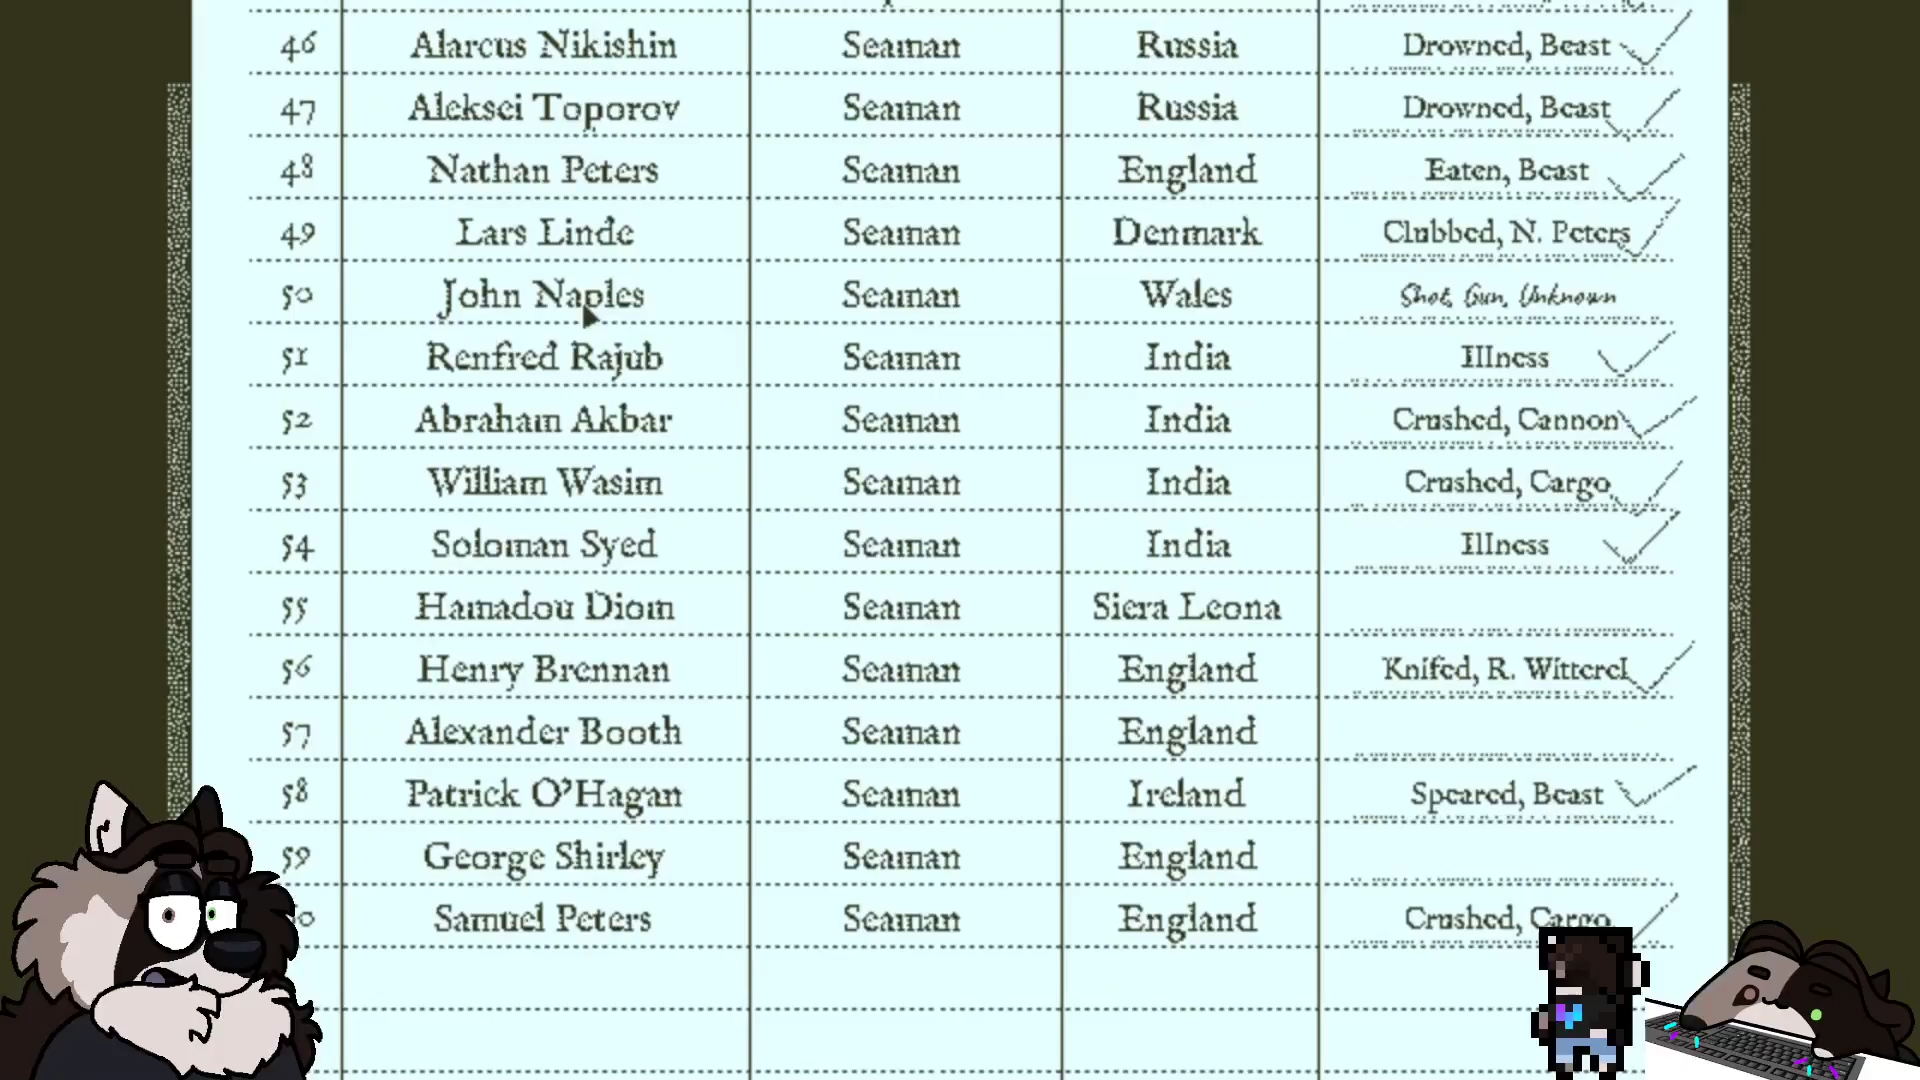 46 Alarcus Nikishin Seaman Russia Drowned, Beast
47 Aleksei Toporov Seaman Russia Drowned, Beast
48 Nathan Peters Seaman England Eaten, Beast
49 Lars Linde Seaman Denmark Clubbed, N. Peters
50 John Naples Seaman Wales Shot, Gun, Unknown
51 Renfred Rajub Seaman India Illness
52 Abraham Akbar Seaman India Crushed, Cannon
53 William Wasim Seaman India Crushed, Cargo
54 Soloman Syed Seaman India Illness
55 Hamadou Diom Seaman Siera Leona
56 Henry Brennan Seaman England Knifed, R. Witterel
57 Alexander Booth Seaman England
58 Patrick O'Hagan Seaman Ireland Speared, Beast
59 George Shirley Seaman England
Samuel Peters Seaman England Crushed, Cargo